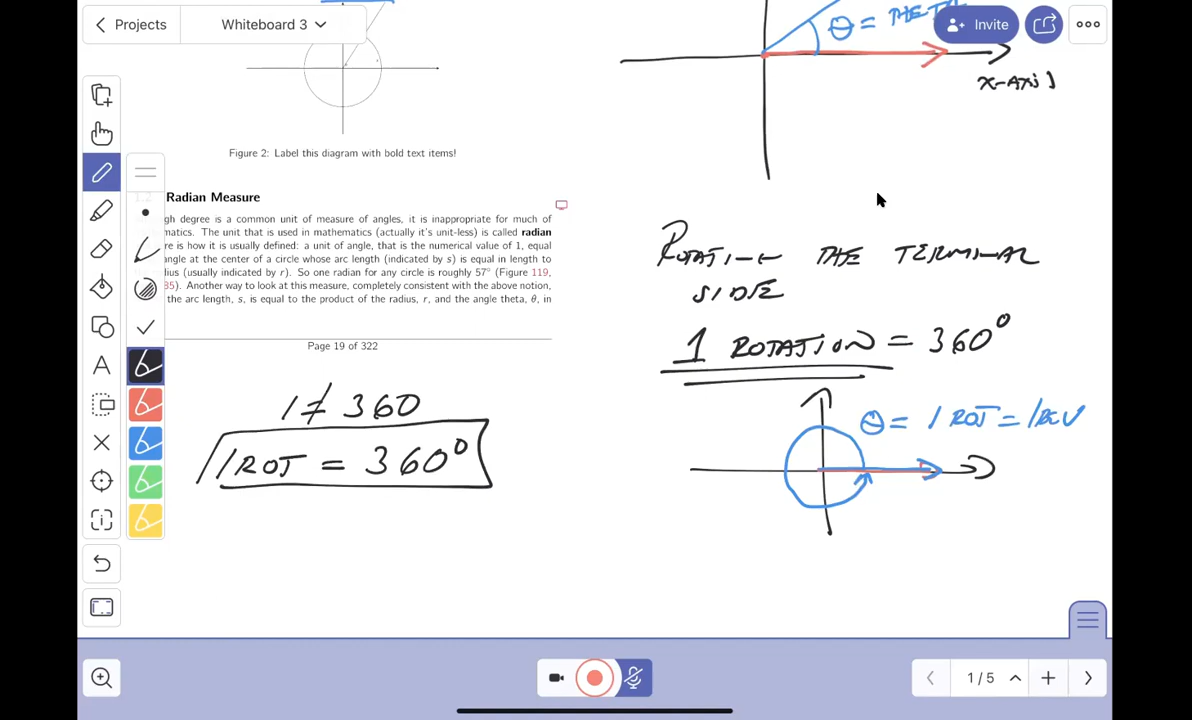 Projects
Whiteboard 3
Invite
θ = THETA
x-AXIS
Figure 2: Label this diagram with bold text items!
Radian Measure
gh degree is a common unit of measure of angles, it is inappropriate for much of
matics. The unit that is used in mathematics (actually it's unit-less) is called radian
re is how it is usually defined: a unit of angle, that is the numerical value of 1, equal
angle at the center of a circle whose arc length (indicated by s) is equal in length to
dius (usually indicated by r). So one radian for any circle is roughly 57° (Figure 119,
85). Another way to look at this measure, completely consistent with the above notion,
the arc length, s, is equal to the product of the radius, r, and the angle theta, θ, in
Page 19 of 322
ROTATING THE TERMINAL
SIDE
1 ROTATION = 360°
θ = 1 ROT = 1 REV
1 ≠ 360
1 ROT = 360°
1/5